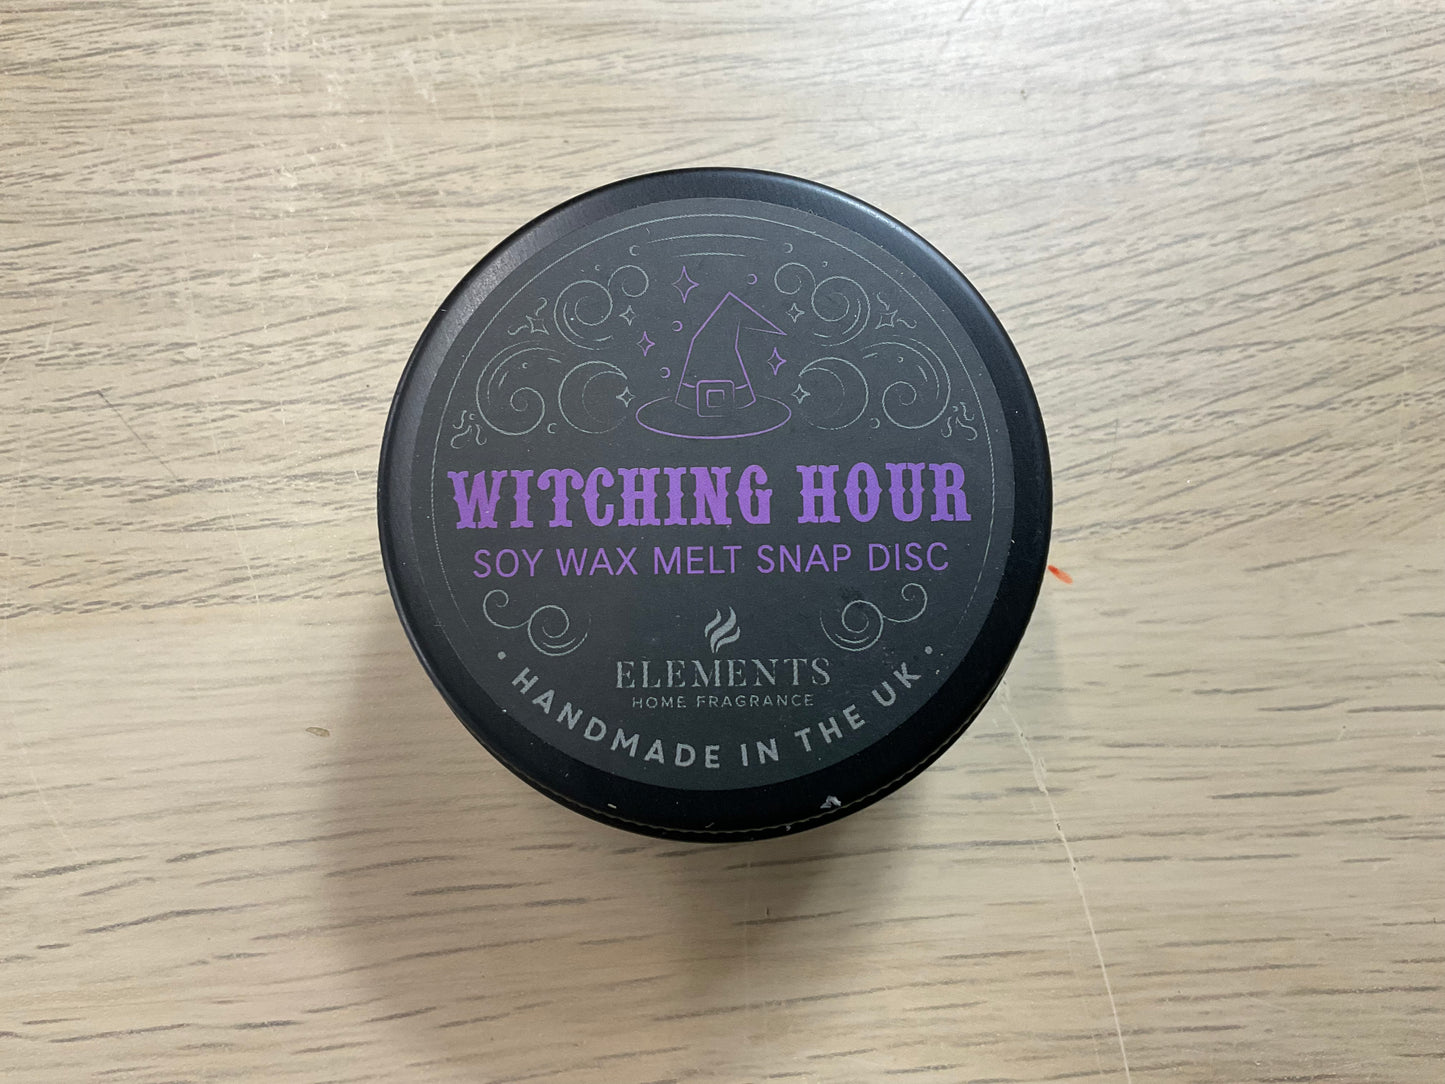 WITCHING HOUR
SOY WAX MELT SNAP DISC
ELEMENTS
HOME FRAGRANCE
• HANDMADE IN THE UK •